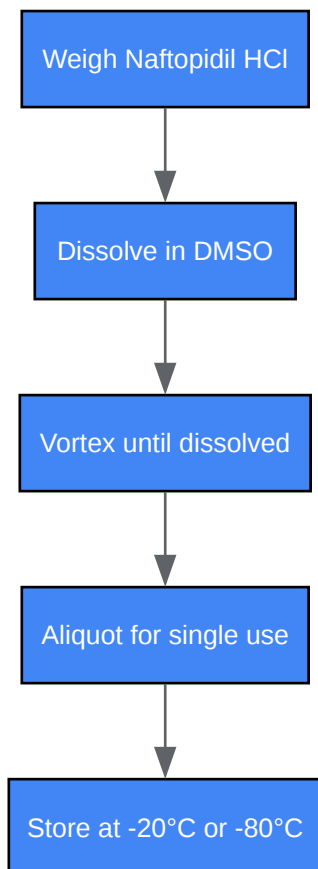 Weigh Naftopidil HCl
Dissolve in DMSO
Vortex until dissolved
Aliquot for single use
Store at -20°C or -80°C